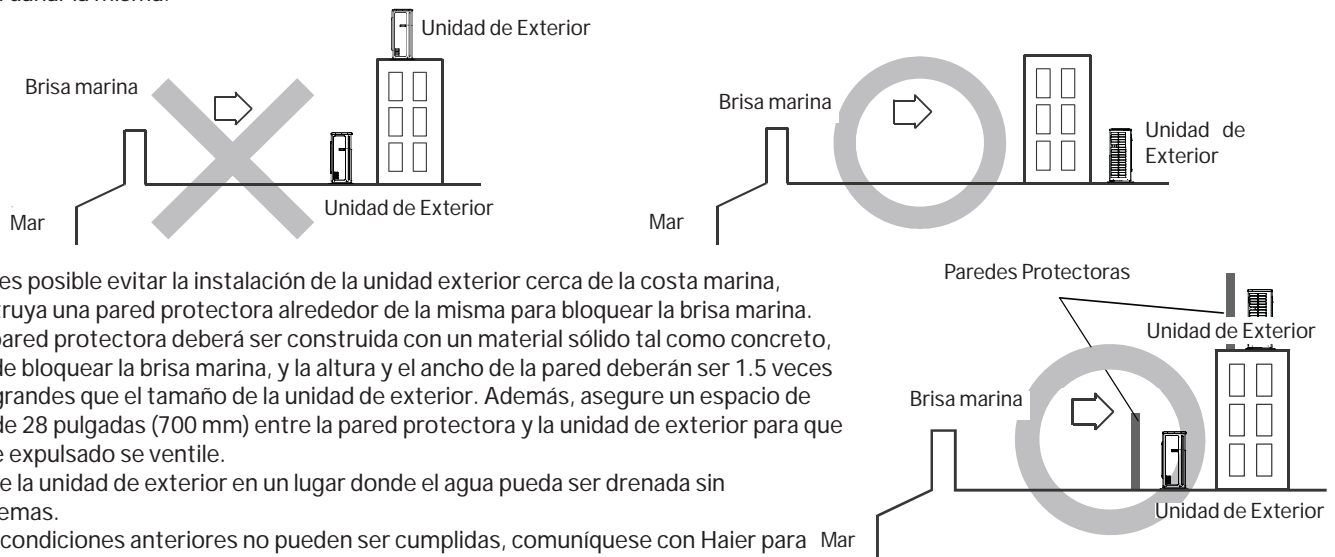 Unidad de Exterior
Brisa marina
Unidad de Exterior
Mar
Brisa marina
Unidad de
Exterior
Mar
es posible evitar la instalación de la unidad exterior cerca de la costa marina,
truya una pared protectora alrededor de la misma para bloquear la brisa marina.
pared protectora deberá ser construida con un material sólido tal como concreto,
de bloquear la brisa marina, y la altura y el ancho de la pared deberán ser 1.5 veces
grandes que el tamaño de la unidad de exterior. Además, asegure un espacio de
de 28 pulgadas (700 mm) entre la pared protectora y la unidad de exterior para que
e expulsado se ventile.
e la unidad de exterior en un lugar donde el agua pueda ser drenada sin
emas.
condiciones anteriores no pueden ser cumplidas, comuníquese con Haier para
Paredes Protectoras
Unidad de Exterior
Brisa marina
Unidad de Exterior
Mar